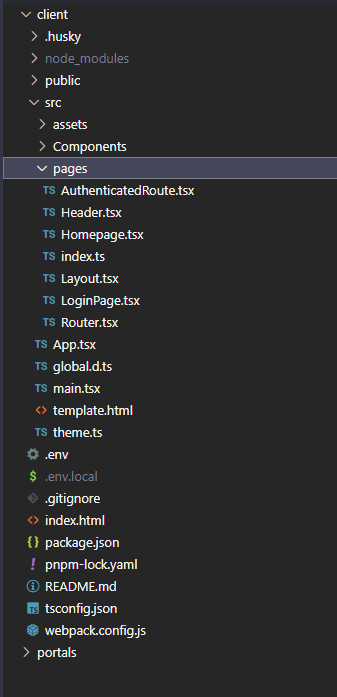 client
.husky
node_modules
public
src
assets
Components
pages
TS AuthenticatedRoute.tsx
TS Header.tsx
TS Homepage.tsx
TS index.ts
TS Layout.tsx
TS LoginPage.tsx
TS Router.tsx
TS App.tsx
TS global.d.ts
TS main.tsx
<> template.html
TS theme.ts
.env
$ .env.local
.gitignore
<> index.html
{} package.json
! pnpm-lock.yaml
README.md
TS tsconfig.json
webpack.config.js
portals